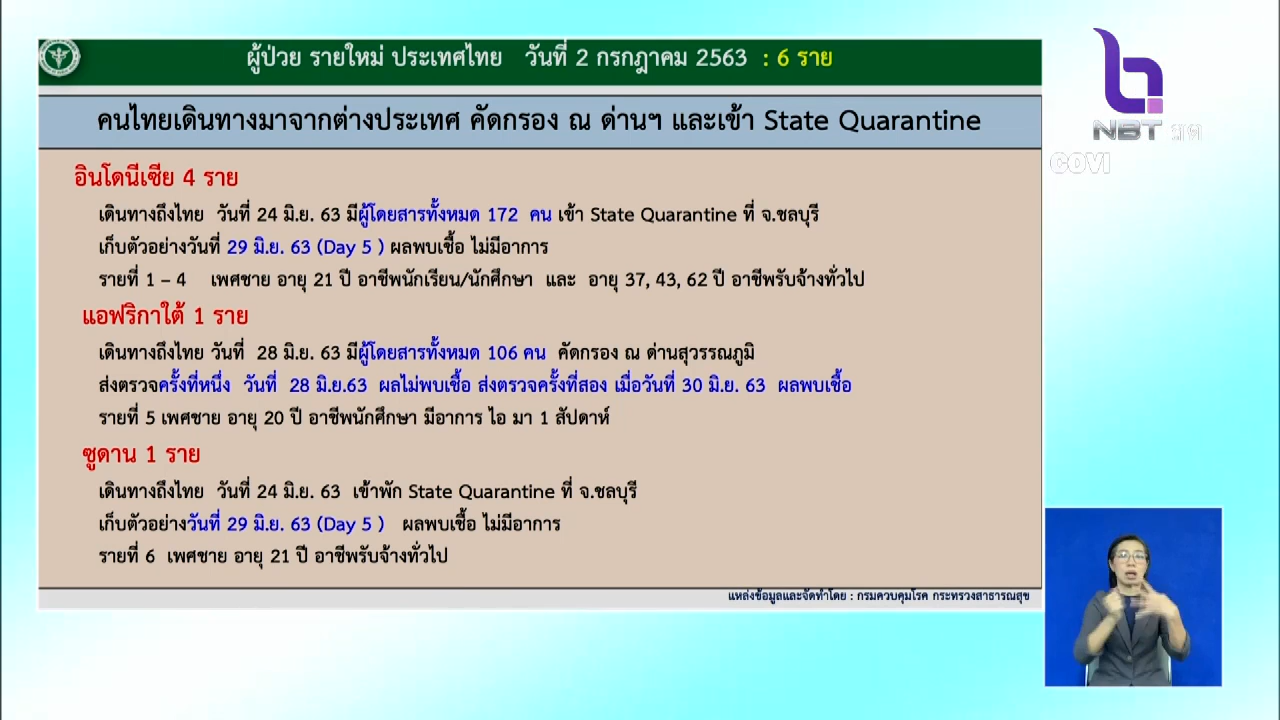 ผู้ป่วย รายใหม่ ประเทศไทย วันที่ 2 กรกฎาคม 2563 : 6 ราย
คนไทยเดินทางมาจากต่างประเทศ คัดกรอง ณ ด่านฯ และเข้า State Quarantine
อินโดนีเซีย 4 ราย
เดินทางถึงไทย วันที่ 24 มิ.ย. 63 มีผู้โดยสารทั้งหมด 172 คน เข้า State Quarantine ที่ จ.ชลบุรี
เก็บตัวอย่างวันที่ 29 มิ.ย. 63 (Day 5 ) ผลพบเชื้อ ไม่มีอาการ
รายที่ 1 – 4 เพศชาย อายุ 21 ปี อาชีพนักเรียน/นักศึกษา และ อายุ 37, 43, 62 ปี อาชีพรับจ้างทั่วไป
แอฟริกาใต้ 1 ราย
เดินทางถึงไทย วันที่ 28 มิ.ย. 63 มีผู้โดยสารทั้งหมด 106 คน คัดกรอง ณ ด่านสุวรรณภูมิ
ส่งตรวจครั้งที่หนึ่ง วันที่ 28 มิ.ย.63 ผลไม่พบเชื้อ ส่งตรวจครั้งที่สอง เมื่อวันที่ 30 มิ.ย. 63 ผลพบเชื้อ
รายที่ 5 เพศชาย อายุ 20 ปี อาชีพนักศึกษา มีอาการ ไอ มา 1 สัปดาห์
ซูดาน 1 ราย
เดินทางถึงไทย วันที่ 24 มิ.ย. 63 เข้าพัก State Quarantine ที่ จ.ชลบุรี
เก็บตัวอย่างวันที่ 29 มิ.ย. 63 (Day 5 ) ผลพบเชื้อ ไม่มีอาการ
รายที่ 6 เพศชาย อายุ 21 ปี อาชีพรับจ้างทั่วไป
แหล่งข้อมูลและจัดทำโดย : กรมควบคุมโรค กระทรวงสาธารณสุข
NBT สด
COVI